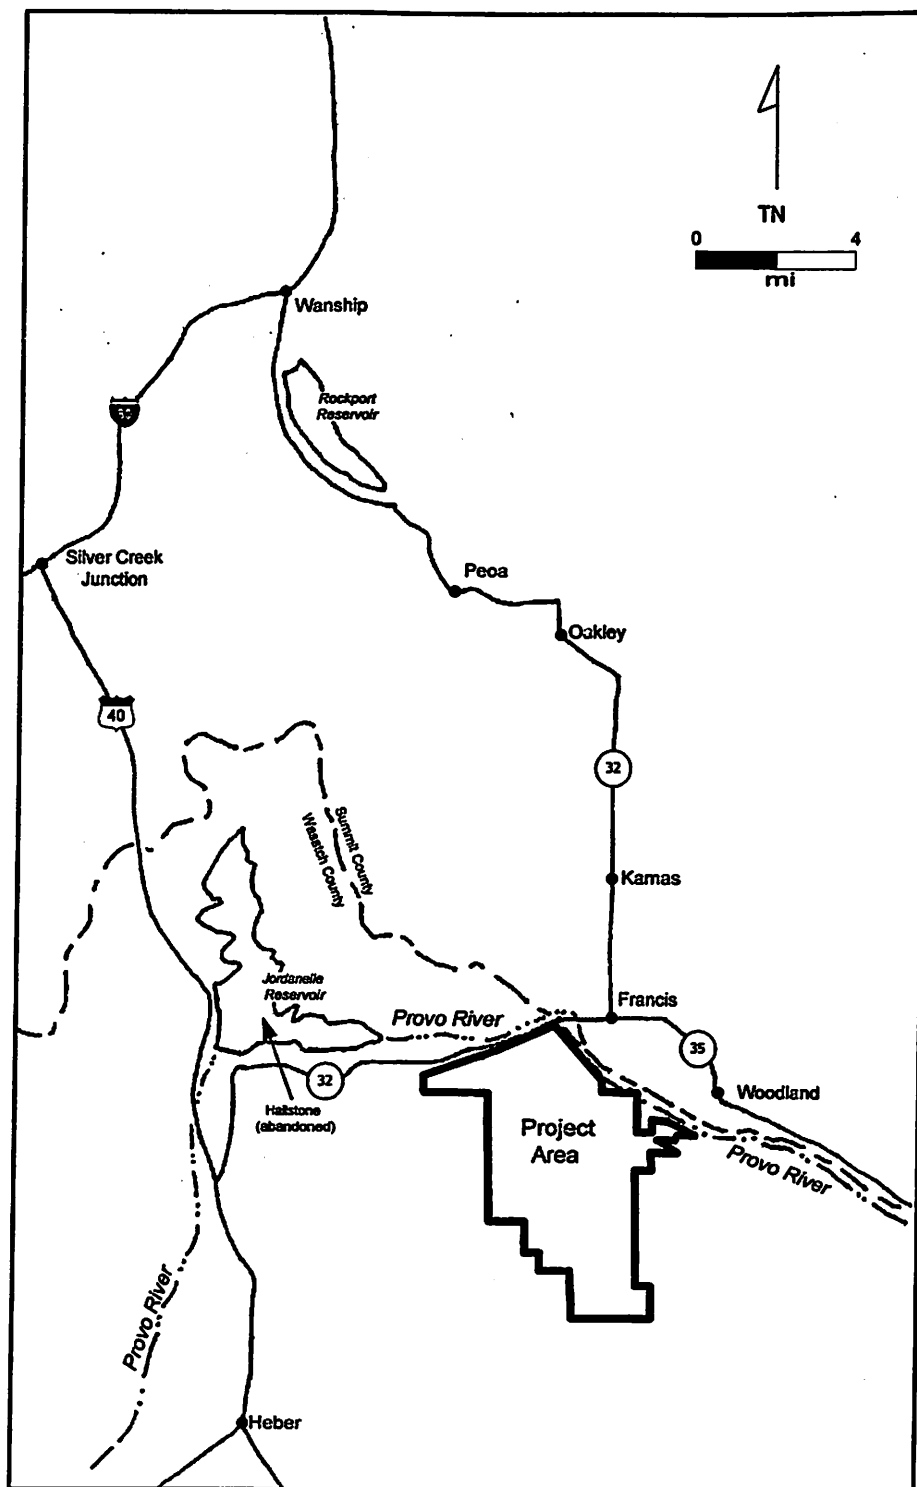 TN
0 4
mi
Wanship
Rockport
Reservoir
Silver Creek
Junction
Peoa
Oakley
40
32
Summit County
Wasatch County
Kamas
Jordanelle
Reservoir
Provo River
Francis
35
32
Woodland
Hailstone
(abandoned)
Project
Area
Provo River
Provo River
Heber